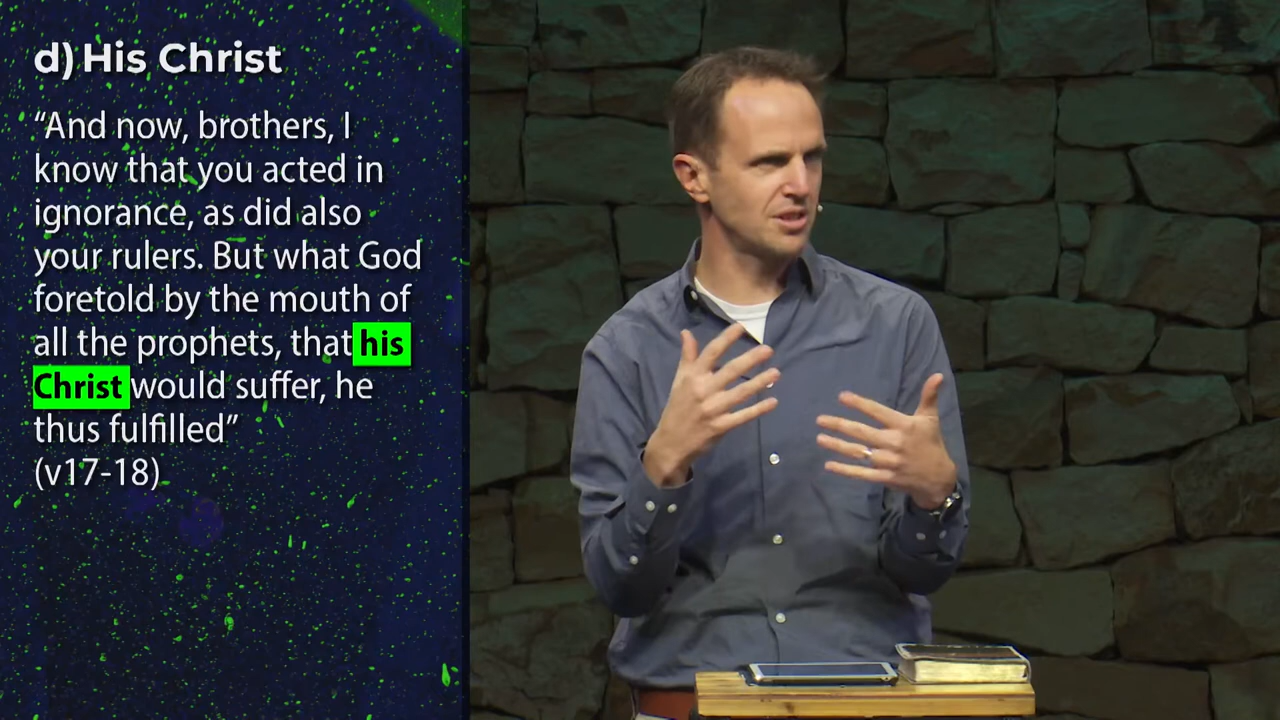 d) His Christ
“And now, brothers, I
know that you acted in
ignorance, as did also
your rulers. But what God
foretold by the mouth of
all the prophets, that his
Christ would suffer, he
thus fulfilled”
(v17-18)